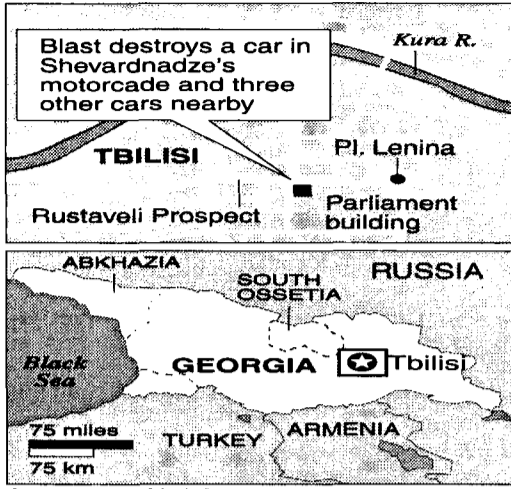 Blast destroys a car in
Shevardnadze's
motorcade and three
other cars nearby
Kura R.
TBILISI
Pl. Lenina
Rustaveli Prospect
Parliament
building
ABKHAZIA
SOUTH
OSSETIA
RUSSIA
Black
Sea
GEORGIA
Tbilisi
75 miles
75 km
TURKEY
ARMENIA